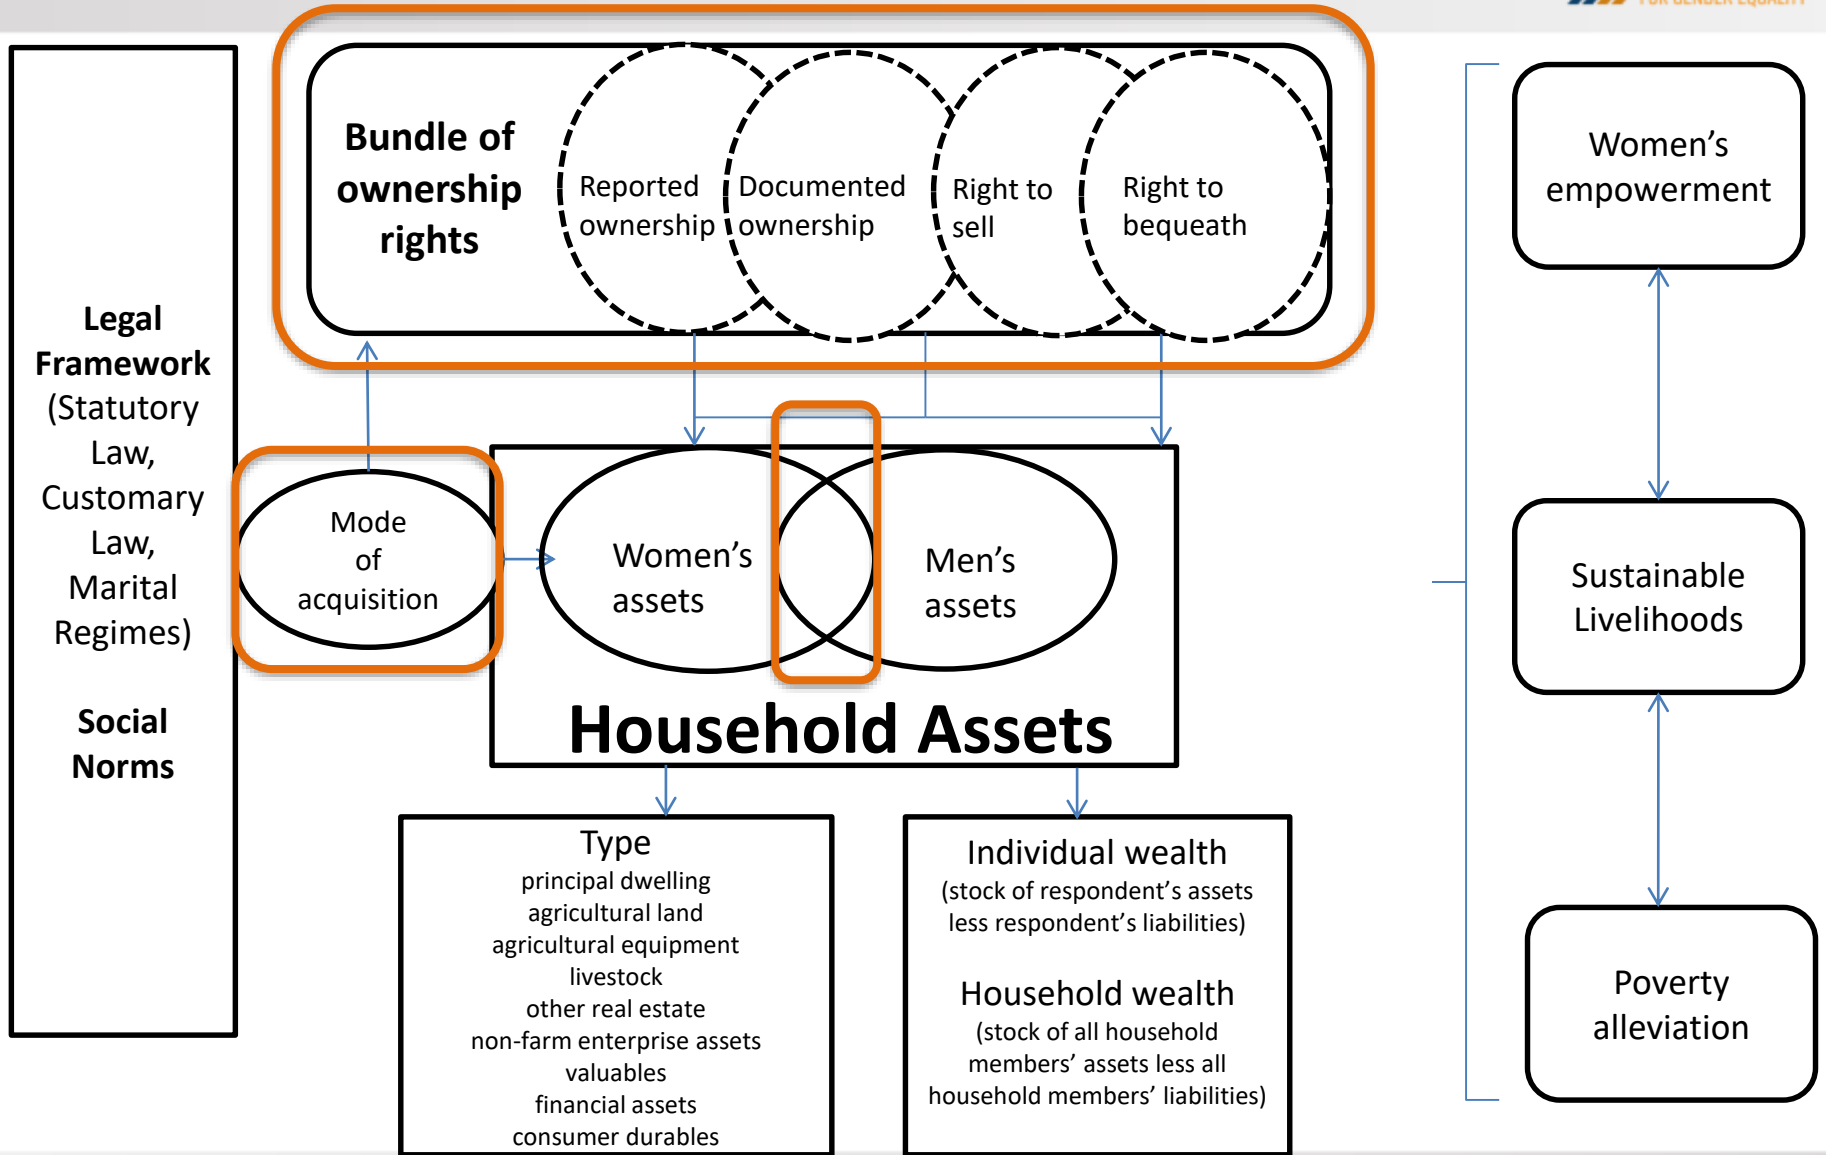 FOR GENDER EQUALITY
Legal
Framework
(Statutory
Law,
Customary
Law,
Marital
Regimes)
Social
Norms
Bundle of
ownership
rights
Reported
ownership
Documented
ownership
Right to
sell
Right to
bequeath
Mode
of
acquisition
Women’s
assets
Men’s
assets
Household Assets
Type
principal dwelling
agricultural land
agricultural equipment
livestock
other real estate
non-farm enterprise assets
valuables
financial assets
consumer durables
Individual wealth
(stock of respondent’s assets
less respondent’s liabilities)
Household wealth
(stock of all household
members’ assets less all
household members’ liabilities)
Women’s
empowerment
Sustainable
Livelihoods
Poverty
alleviation